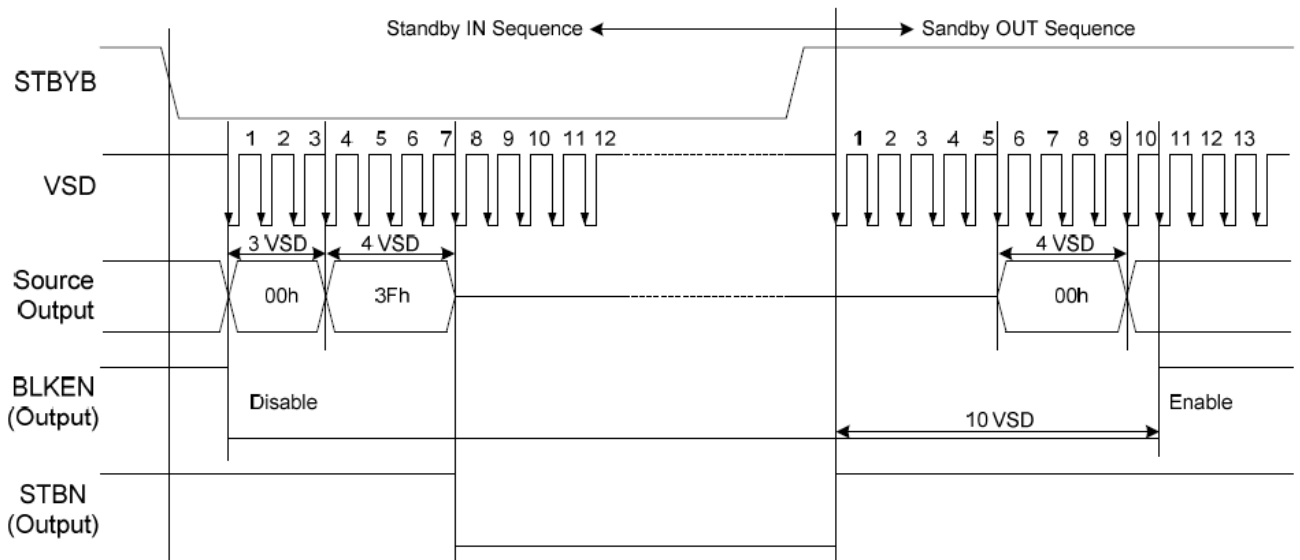 Standby IN Sequence
Sandby OUT Sequence
STBYB
1 2 3 4 5 6 7 8 9 10 11 12
1 2 3 4 5 6 7 8 9 10 11 12 13
VSD
3 VSD
4 VSD
4 VSD
Source
Output
00h
3Fh
00h
BLKEN
(Output)
Disable
Enable
10 VSD
STBN
(Output)